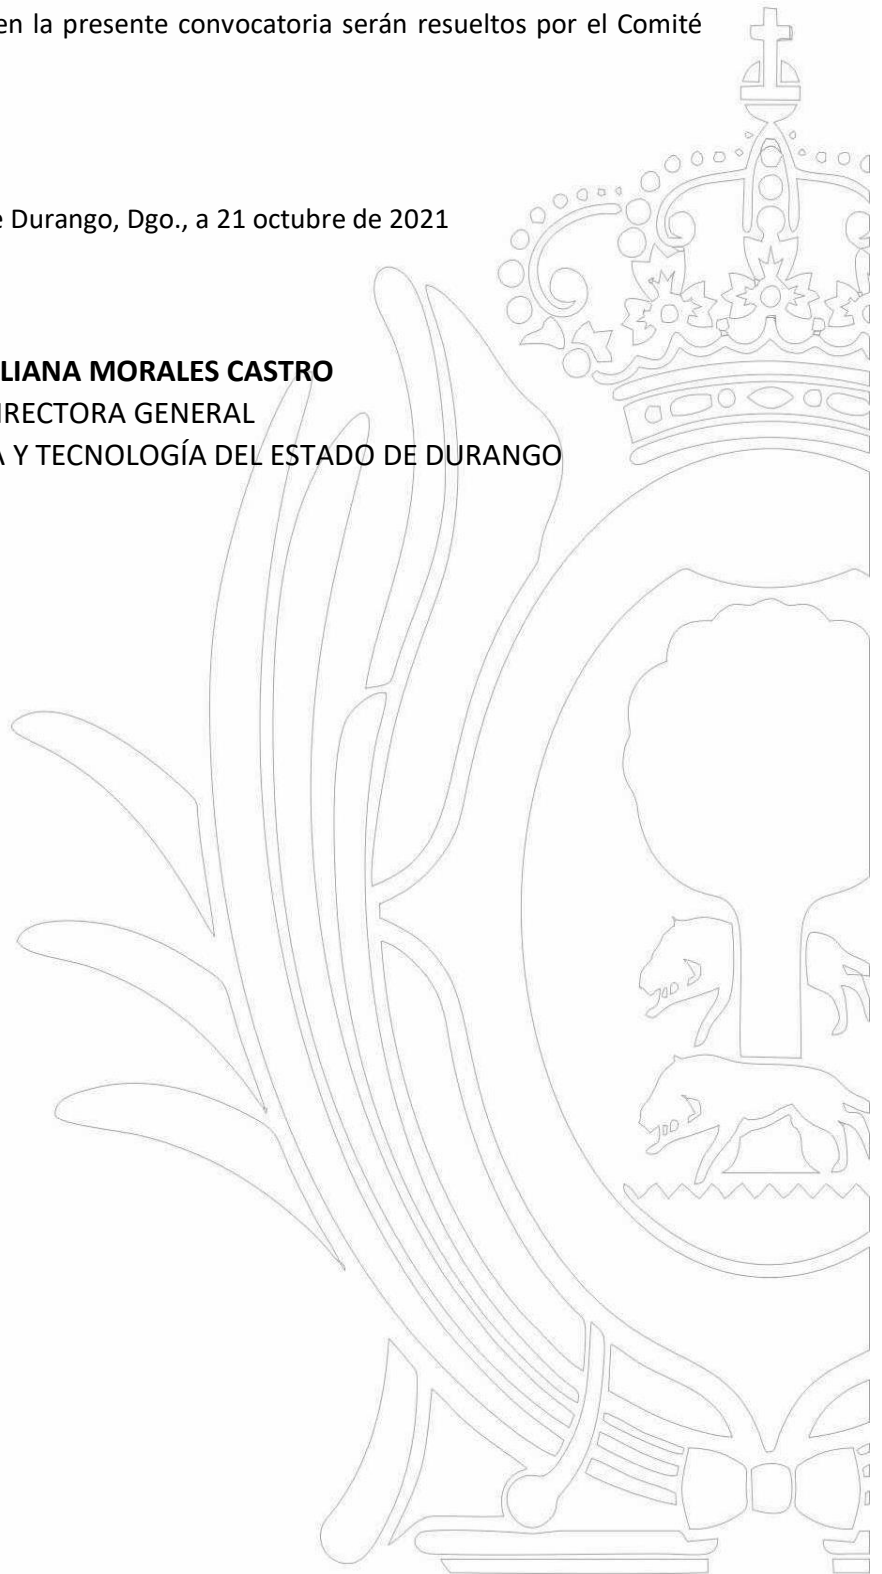 en la presente convocatoria serán resueltos por el Comité
Durango, Dgo., a 21 octubre de 2021
LIANA MORALES CASTRO
IRECTORA GENERAL
A Y TECNOLOGÍA DEL ESTADO DE DURANGO